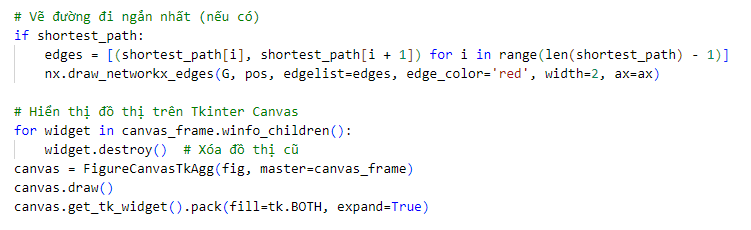 # Vẽ đường đi ngắn nhất (nếu có)
if shortest_path:
    edges = [(shortest_path[i], shortest_path[i + 1]) for i in range(len(shortest_path) - 1)]
    nx.draw_networkx_edges(G, pos, edgelist=edges, edge_color='red', width=2, ax=ax)
# Hiển thị đồ thị trên Tkinter Canvas
for widget in canvas_frame.winfo_children():
    widget.destroy()  # Xóa đồ thị cũ
canvas = FigureCanvasTkAgg(fig, master=canvas_frame)
canvas.draw()
canvas.get_tk_widget().pack(fill=tk.BOTH, expand=True)